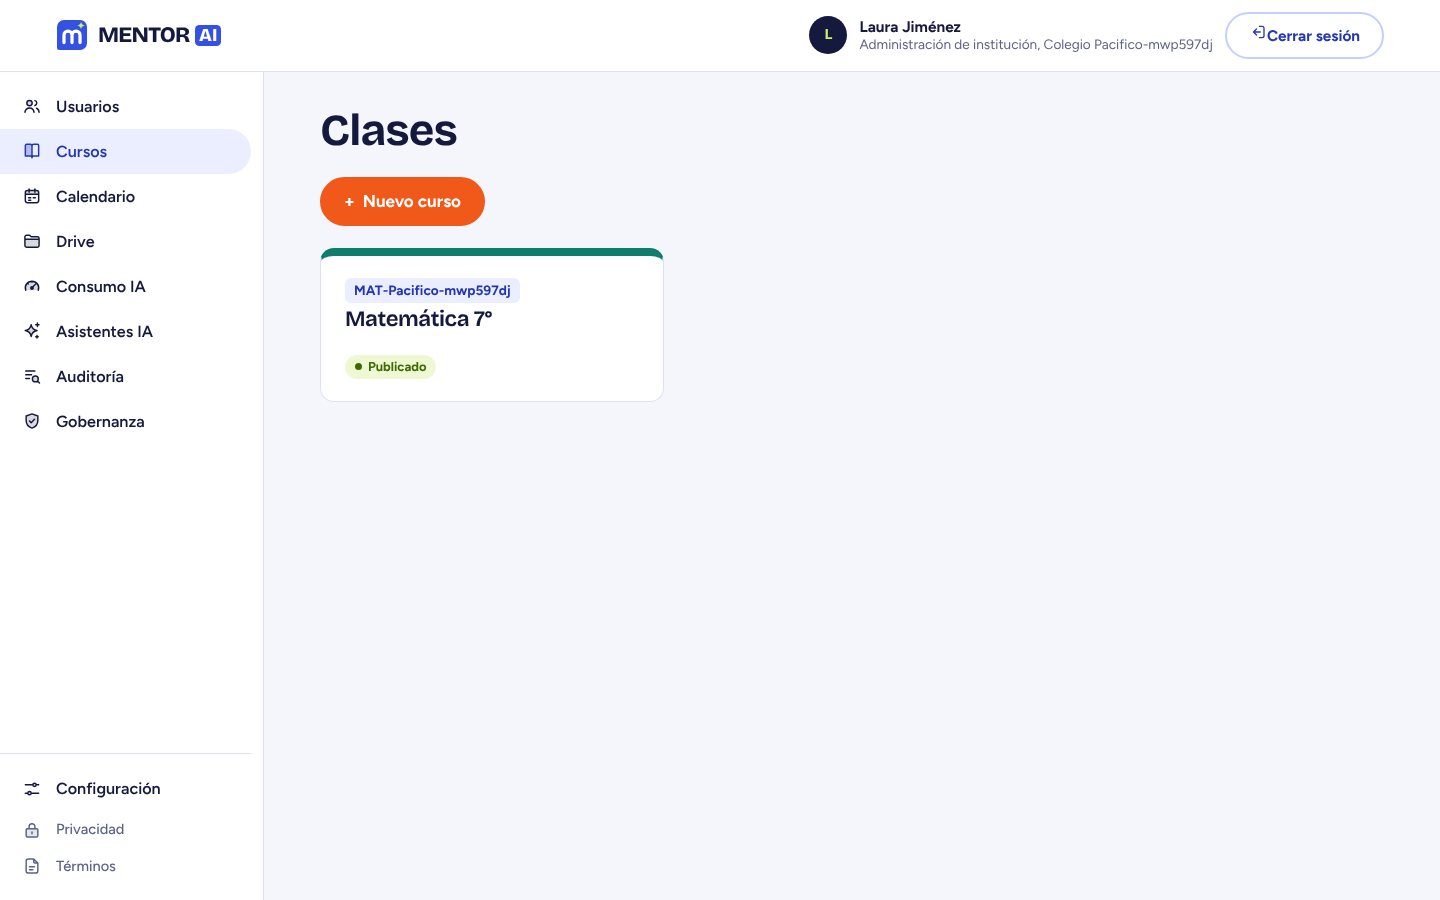 MENTOR AI
L
Laura Jiménez
Administración de institución, Colegio Pacifico-mwp597dj
Cerrar sesión
Usuarios
Cursos
Calendario
Drive
Consumo IA
Asistentes IA
Auditoría
Gobernanza
Configuración
Privacidad
Términos
Clases
+ Nuevo curso
MAT-Pacifico-mwp597dj
Matemática 7°
Publicado